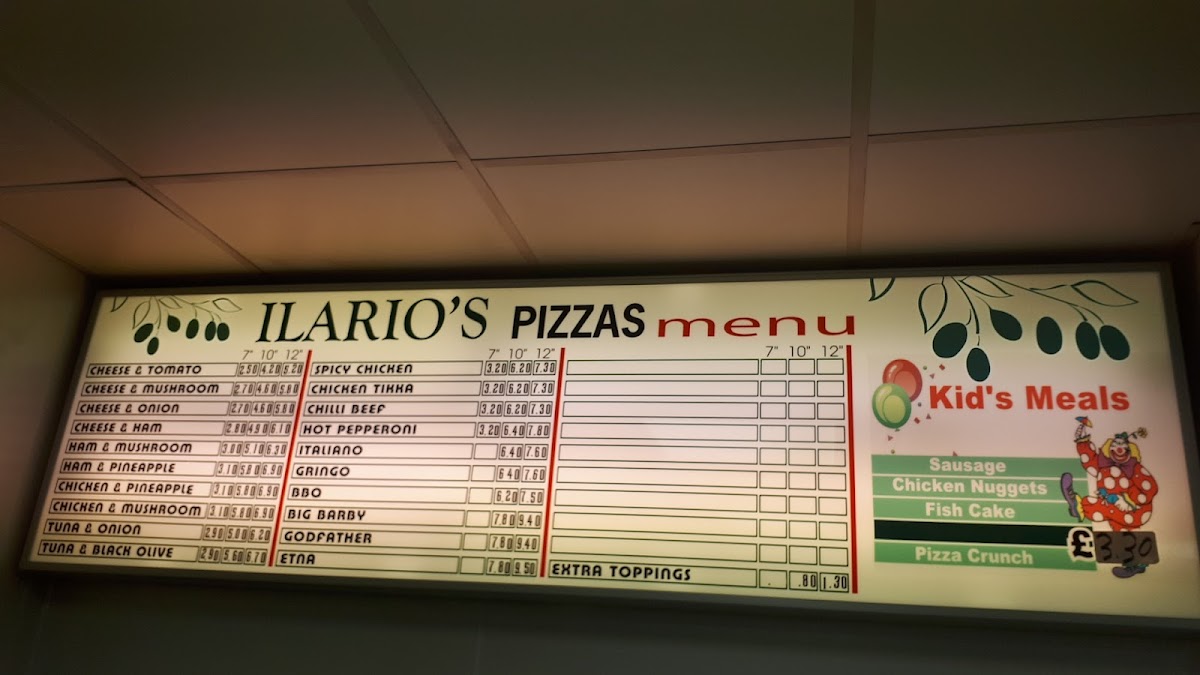 ILARIO'S PIZZAS menu
7" 10" 12"
CHEESE & TOMATO 2.50 4.20 5.20
CHEESE & MUSHROOM 2.70 4.60 5.80
CHEESE & ONION 2.70 4.60 5.80
CHEESE & HAM 2.80 4.90 6.10
HAM & MUSHROOM 3.00 5.10 6.30
HAM & PINEAPPLE 3.10 5.80 6.90
CHICKEN & PINEAPPLE 3.10 5.80 6.90
CHICKEN & MUSHROOM 3.10 5.60 6.90
TUNA & ONION 2.90 5.00 6.20
TUNA & BLACK OLIVE 2.90 5.60 6.70
7" 10" 12"
SPICY CHICKEN 3.20 6.20 7.30
CHICKEN TIKKA 3.20 6.20 7.30
CHILLI BEEF 3.20 6.20 7.30
HOT PEPPERONI 3.20 6.40 7.80
ITALIANO 6.40 7.60
GRINGO 6.40 7.60
BBQ 6.20 7.50
BIG BARBY 7.80 9.40
GODFATHER 7.80 9.40
ETNA 7.80 9.50
7" 10" 12"
EXTRA TOPPINGS . .80 1.30
Kid's Meals
Sausage
Chicken Nuggets
Fish Cake
Pizza Crunch
£3.30